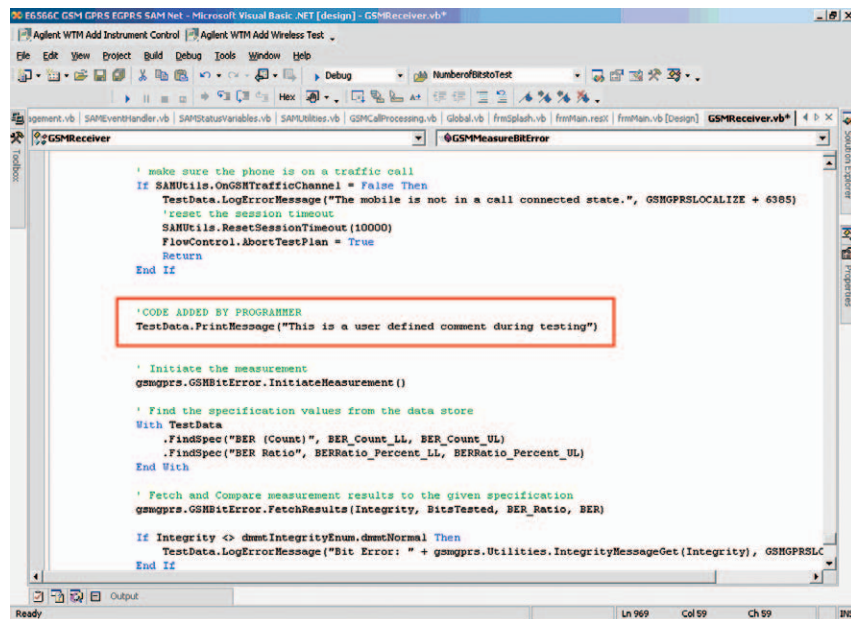 E6566C GSM GPRS EGPRS SAM Net - Microsoft Visual Basic .NET [design] - GSMReceiver.vb*
Agilent WTM Add Instrument Control Agilent WTM Add Wireless Test
File Edit View Project Build Debug Tools Window Help
Debug NumberofBitstoTest
Hex
agement.vb SAMEventHandler.vb SAMStatusVariables.vb SAMUtilities.vb GSMCallProcessing.vb Global.vb frmSplash.vb frmMain.resX frmMain.vb [Design] GSMReceiver.vb*
GSMReceiver GSMMeasureBitError
Toolbox
Solution Explorer
Properties
' make sure the phone is on a traffic call
If SAMUtils.OnGSMTrafficChannel = False Then
TestData.LogErrorMessage("The mobile is not in a call connected state.", GSMGPRSLOCALIZE + 6385)
'reset the session timeout
SAMUtils.ResetSessionTimeout(10000)
FlowControl.AbortTestPlan = True
Return
End If
'CODE ADDED BY PROGRAMMER
TestData.PrintMessage("This is a user defined comment during testing")
' Initiate the measurement
gsmgprs.GSMBitError.InitiateMeasurement()
' Find the specification values from the data store
With TestData
.FindSpec("BER (Count)", BER_Count_LL, BER_Count_UL)
.FindSpec("BER Ratio", BERRatio_Percent_LL, BERRatio_Percent_UL)
End With
' Fetch and Compare measurement results to the given specification
gsmgprs.GSMBitError.FetchResults(Integrity, BitsTested, BER_Ratio, BER)
If Integrity <> dmmtIntegrityEnum.dmmtNormal Then
TestData.LogErrorMessage("Bit Error: " + gsmgprs.Utilities.IntegrityMessageGet(Integrity), GSMGPRSLC
End If
Output
Ready Ln 969 Col 59 Ch 59 INS